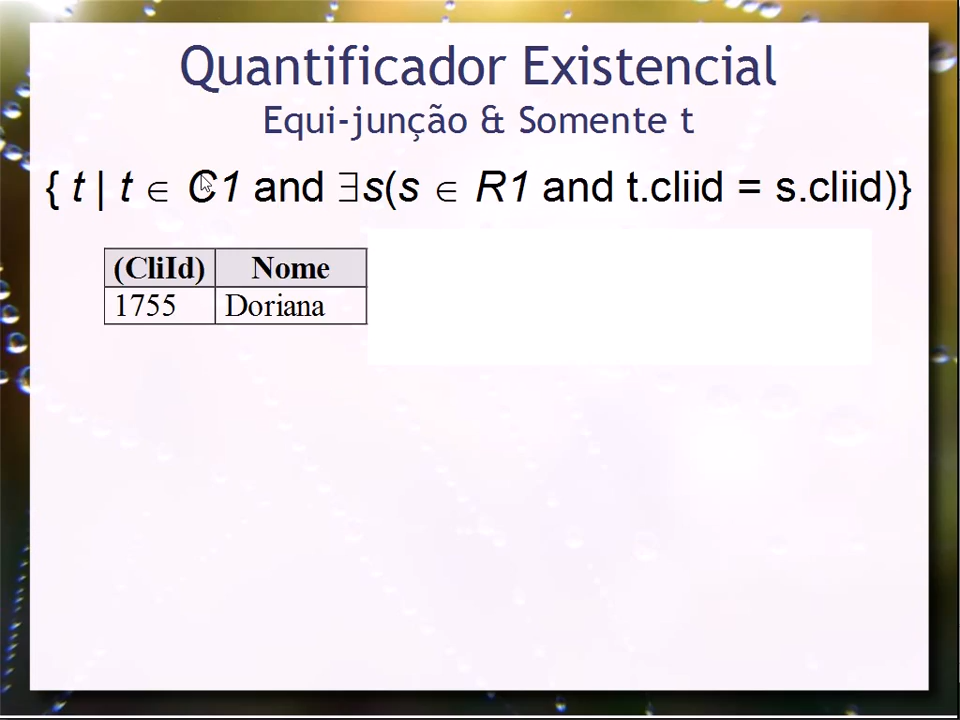 Quantificador Existencial
Equi-junção & Somente t
{ t | t ∈ C1 and ∃s(s ∈ R1 and t.cliid = s.cliid)}
(CliId) Nome
1755 Doriana